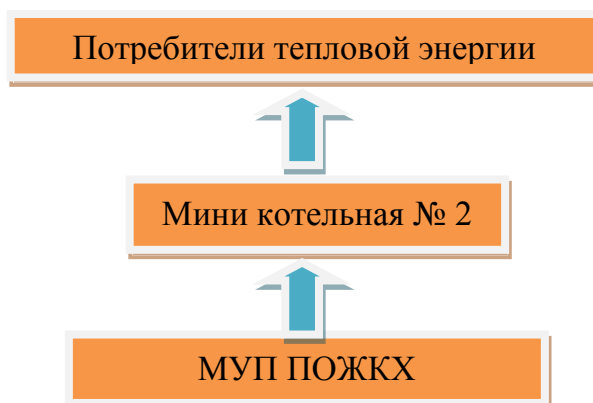 Потребители тепловой энергии
Мини котельная № 2
МУП ПОЖКХ